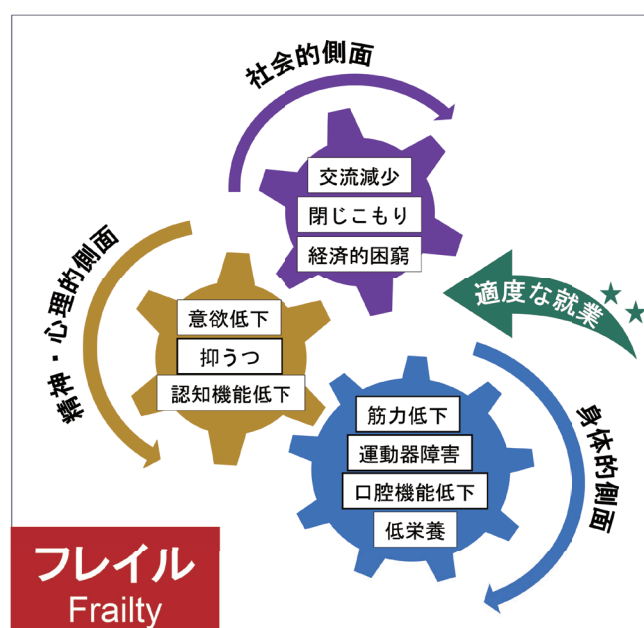 社会的側面
交流減少
閉じこもり
経済的困窮
適度な就業
精神・心理的側面
意欲低下
抑うつ
認知機能低下
身体的側面
筋力低下
運動器障害
口腔機能低下
低栄養
フレイル
Frailty